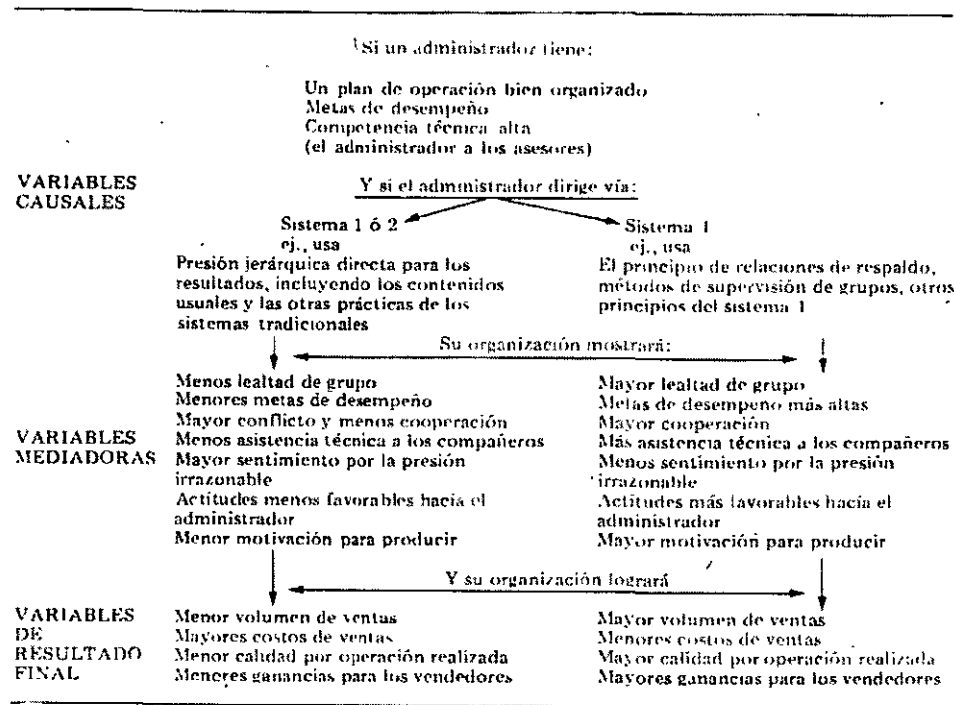 Si un administrador tiene:
Un plan de operación bien organizado
Metas de desempeño
Competencia técnica alta
(el administrador a los asesores)
VARIABLES
CAUSALES
Y si el administrador dirige vía:
Sistema 1 ó 2
ej., usa
Presión jerárquica directa para los
resultados, incluyendo los contenidos
usuales y las otras prácticas de los
sistemas tradicionales
Sistema 1
ej., usa
El principio de relaciones de respaldo,
métodos de supervisión de grupos, otros
principios del sistema 1
Su organización mostrará:
VARIABLES
MEDIADORAS
Menos lealtad de grupo
Menores metas de desempeño
Mayor conflicto y menos cooperación
Menos asistencia técnica a los compañeros
Mayor sentimiento por la presión
irrazonable
Actitudes menos favorables hacia el
administrador
Menor motivación para producir
Mayor lealtad de grupo
Metas de desempeño más altas
Mayor cooperación
Más asistencia técnica a los compañeros
Menos sentimiento por la presión
irrazonable
Actitudes más favorables hacia el
administrador
Mayor motivación para producir
Y su organización logrará
VARIABLES
DE
RESULTADO
FINAL
Menor volumen de ventas
Mayores costos de ventas
Menor calidad por operación realizada
Menores ganancias para los vendedores
Mayor volumen de ventas
Menores costos de ventas
Mayor calidad por operación realizada
Mayores ganancias para los vendedores